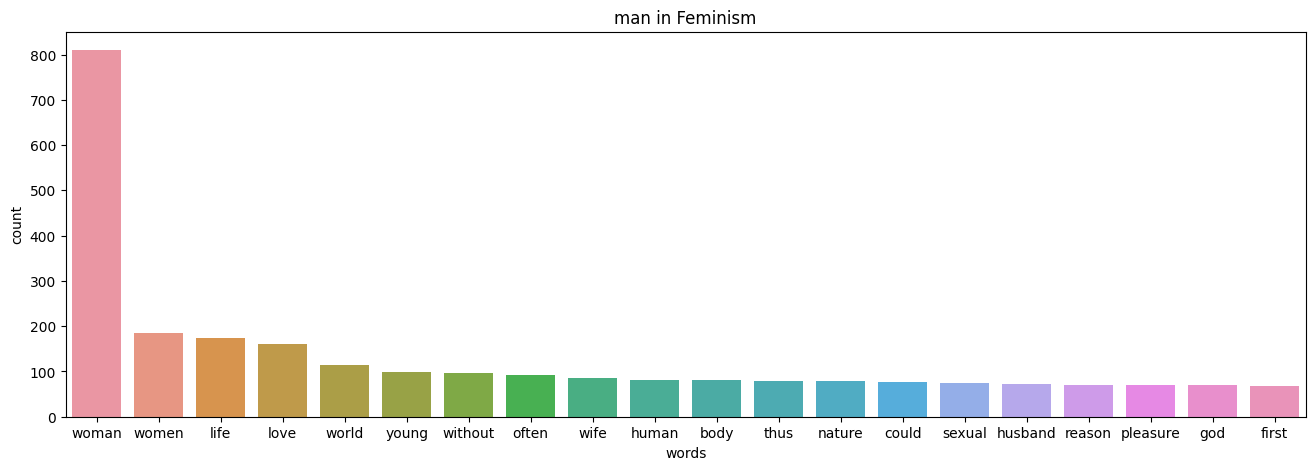 man in Feminism
count
800
700
600
500
400
300
200
100
0
woman women life love world young without often wife human body thus nature could sexual husband reason pleasure god first
words